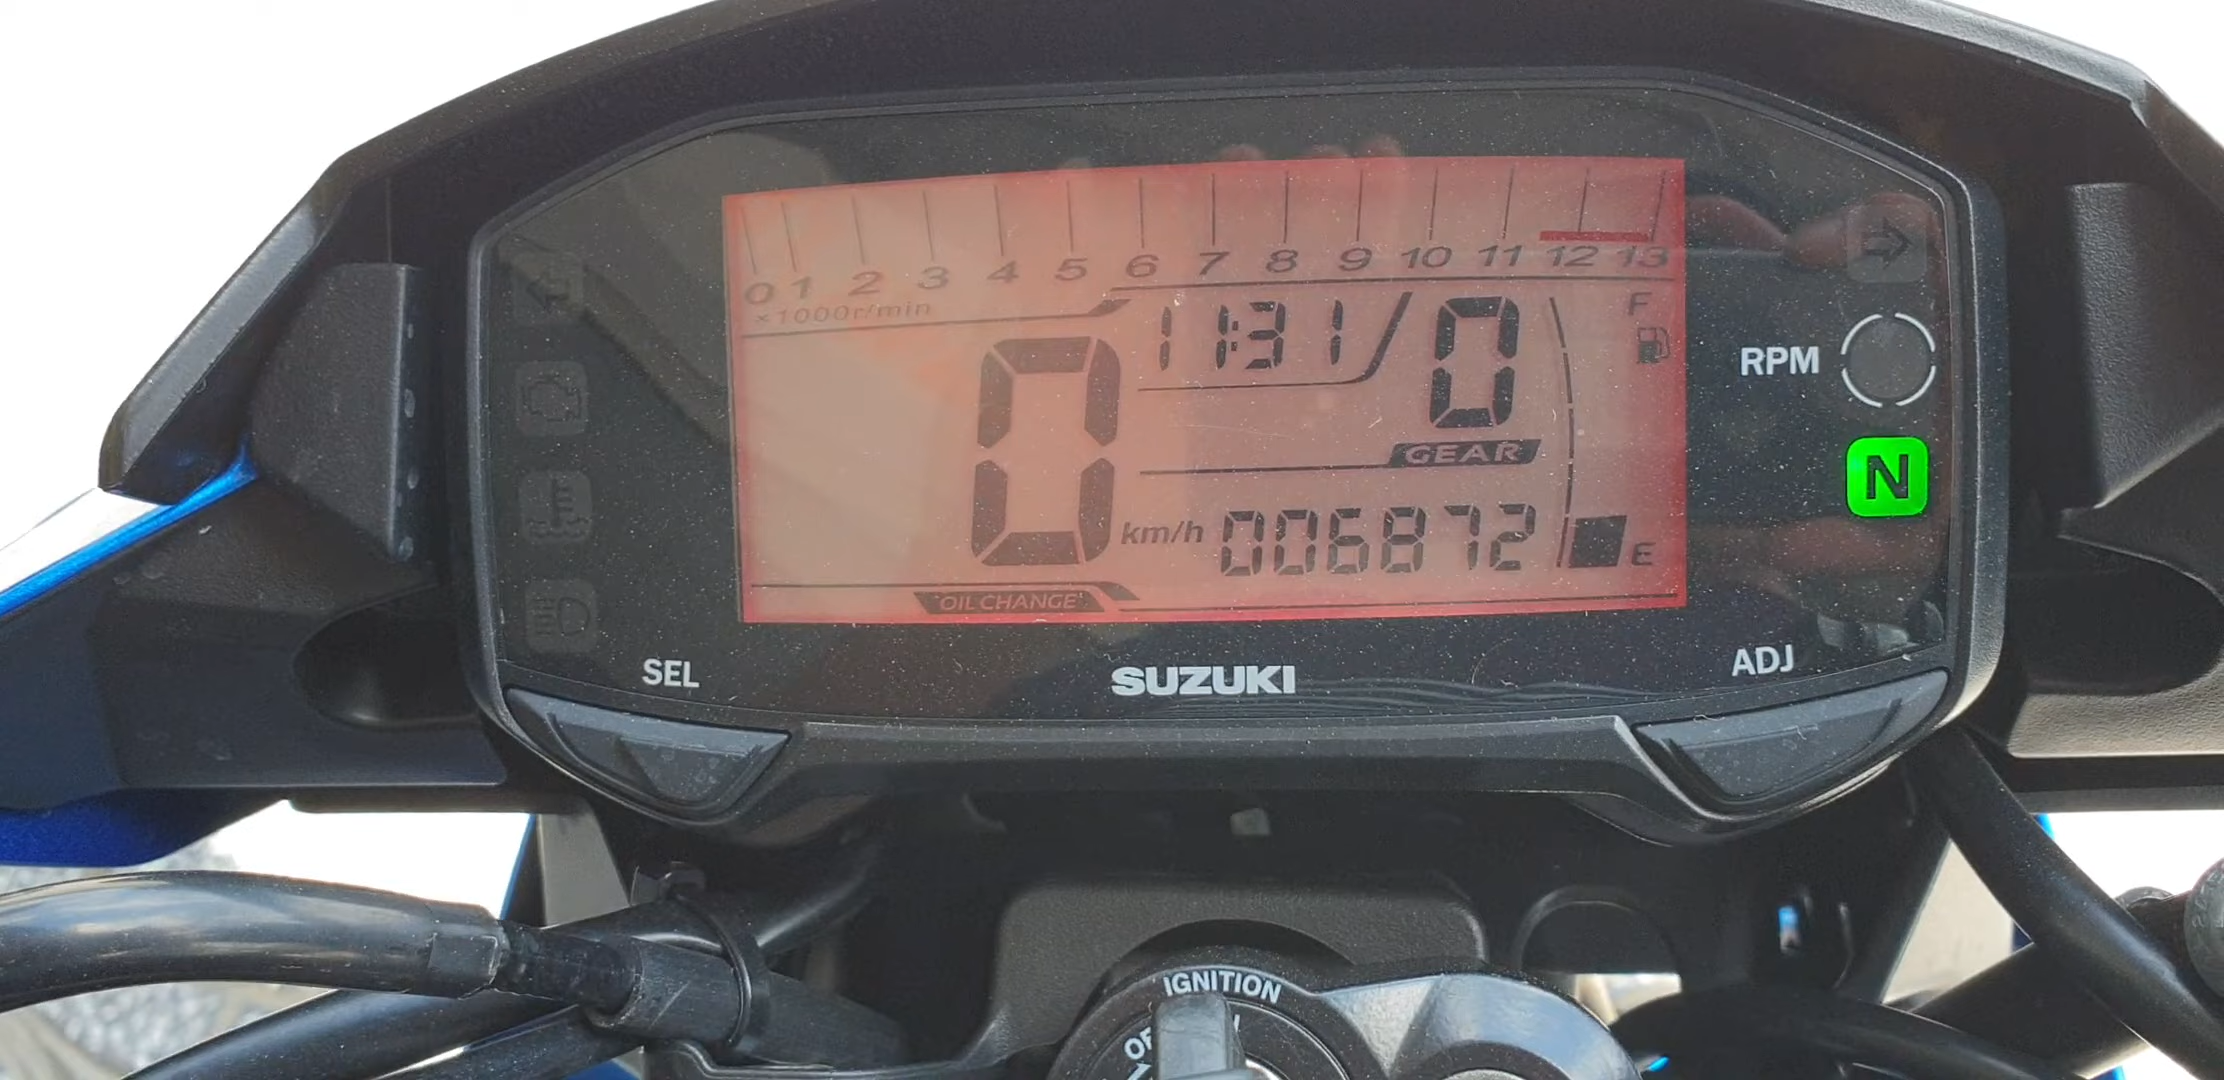 0 1 2 3 4 5 6 7 8 9 10 11 12 13
×1000r/min
11:31
0
F
RPM
GEAR
N
0
km/h
006872
E
OIL CHANGE
SEL
SUZUKI
ADJ
IGNITION